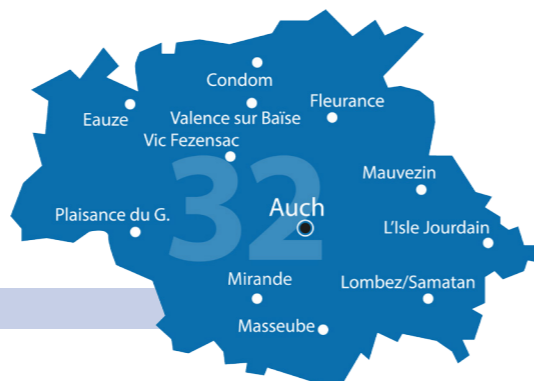 Condom
Eauze
Valence sur Baïse
Fleurance
Vic Fezensac
32
Mauvezin
Auch
Plaisance du G.
L'Isle Jourdain
Mirande
Lombez/Samatan
Masseube